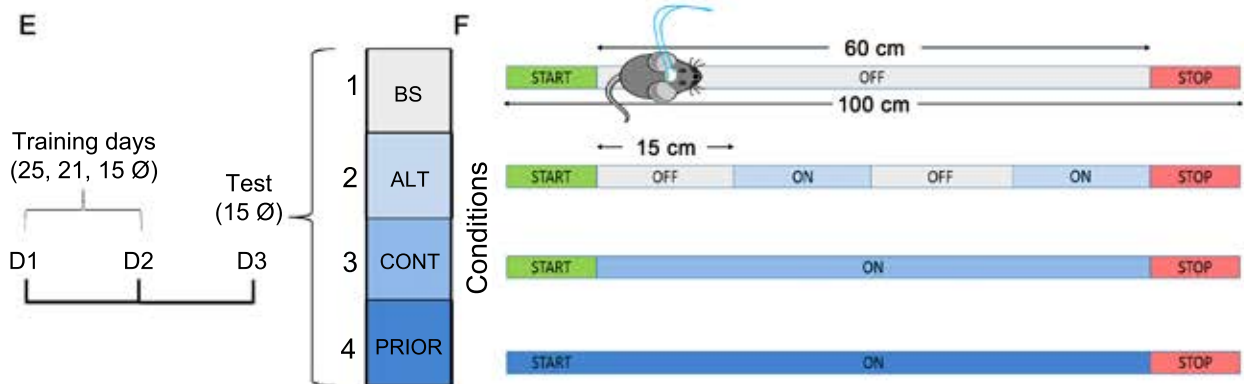 E
Training days
(25, 21, 15 Ø)
D1 D2 D3
Test
(15 Ø)
1 BS
2 ALT
3 CONT
4 PRIOR
Conditions
F
60 cm
START OFF STOP
100 cm
15 cm
START OFF ON OFF ON STOP
START ON STOP
START ON STOP